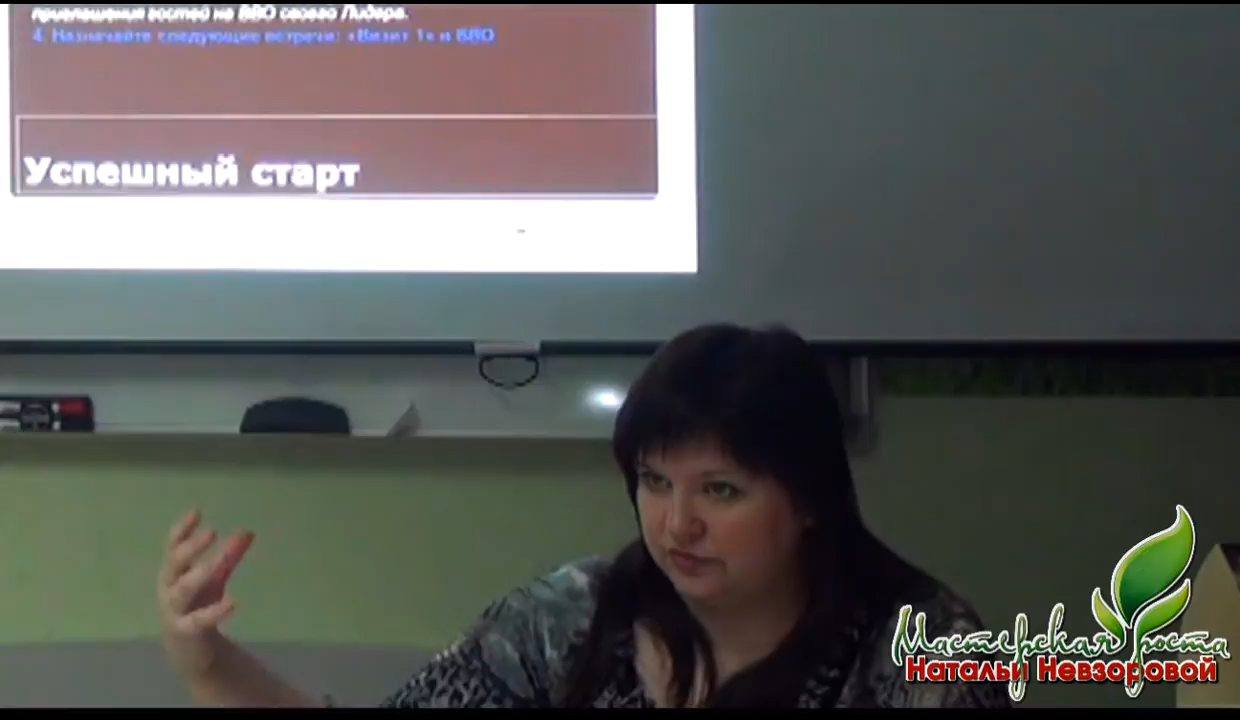 приглашения гостей на ВВО своего Лидера.
4. Назначайте следующие встречи: «Визит 1» и ВВО
Успешный старт
Мастерская роста
Натальи Невзоровой